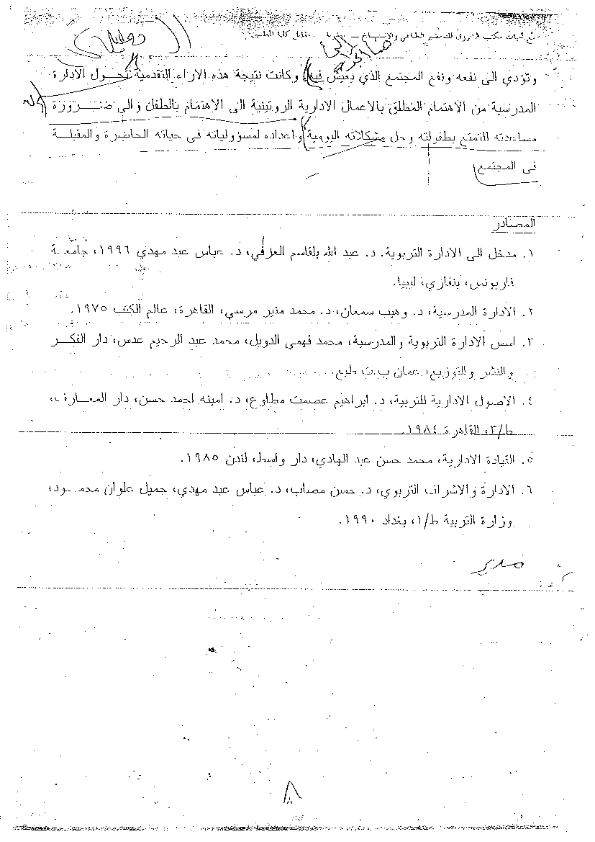 وتؤدي الى نفعه ونفع المجتمع الذي يعيش فيه وكانت نتيجة هذه الاراء التقدمية تحول الادارة
المدرسية من الاهتمام المطلق بالاعمال الادارية الروتينية الى الاهتمام بالطفل والى ضرورة
مساعدته للتمتع بطفولته وحل مشكلاته اليومية واعداده لمسؤولياته في حياته الحاضرة والمقبلة
في المجتمع
المصادر
١. مدخل الى الادارة التربوية. د. عبد الله بلقاسم العرفي، د. عباس عبد مهدي ١٩٩٦، جامعة
قاريونس، بنغازي، ليبيا.
٢. الادارة المدرسية، د. وهيب سمعان، د. محمد منير مرسي، القاهرة، عالم الكتب ١٩٧٥.
٣. اسس الادارة التربوية والمدرسية، محمد فهمي الدويل، محمد عبد الرحيم عدس، دار الفكر
والنشر والتوزيع، عمان
٤. الاصول الادارية للتربية، د. ابراهيم عصمت مطاوع، د. امينه احمد حسن، دار المعارف،
ط/٢، القاهرة ١٩٨٤.
٥. القيادة الادارية، محمد حسن عبد الهادي، دار واسط، لندن ١٩٨٥.
٦. الادارة والاشراف التربوي، د. حسن مصاب، د. عباس عبد مهدي، جميل علوان محمود،
وزارة التربية ط/١، بغداد ١٩٩٠.
٨